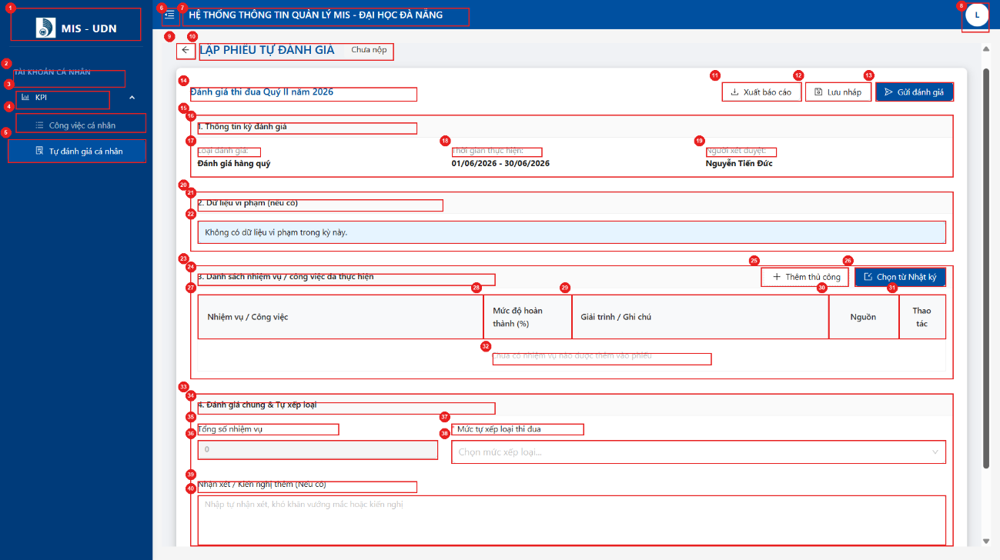 1
MIS - UDN
2
TÀI KHOẢN CÁ NHÂN
3
KPI
4
Công việc cá nhân
5
Tự đánh giá cá nhân
6
7
HỆ THỐNG THÔNG TIN QUẢN LÝ MIS - ĐẠI HỌC ĐÀ NẴNG
8
L
9
10
LẬP PHIẾU TỰ ĐÁNH GIÁ
Chưa nộp
14
Đánh giá thi đua Quý II năm 2026
11
Xuất báo cáo
12
Lưu nháp
13
Gửi đánh giá
15
16
1. Thông tin kỳ đánh giá
17
Loại đánh giá:
Đánh giá hàng quý
18
Thời gian thực hiện:
01/06/2026 - 30/06/2026
19
Người xét duyệt:
Nguyễn Tiến Đức
20
21
2. Dữ liệu vi phạm (nếu có)
22
Không có dữ liệu vi phạm trong kỳ này.
23
24
3. Danh sách nhiệm vụ / công việc đã thực hiện
25
Thêm thủ công
26
Chọn từ Nhật ký
27
Nhiệm vụ / Công việc
28
Mức độ hoàn
thành (%)
29
Giải trình / Ghi chú
30
Nguồn
31
Thao
tác
32
Chưa có nhiệm vụ nào được thêm vào phiếu
33
34
4. Đánh giá chung & Tự xếp loại
35
Tổng số nhiệm vụ
36
0
37
* Mức tự xếp loại thi đua
38
Chọn mức xếp loại...
39
Nhận xét / Kiến nghị thêm (Nếu có)
40
Nhập tự nhận xét, khó khăn vướng mắc hoặc kiến nghị